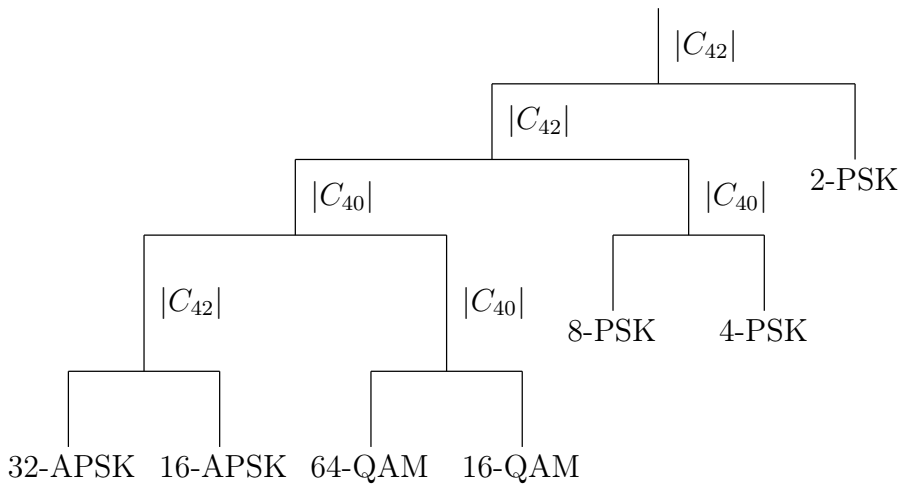 |C₄₂|
|C₄₂|
2-PSK
|C₄₀|
|C₄₀|
|C₄₂|
|C₄₀|
8-PSK
4-PSK
32-APSK
16-APSK
64-QAM
16-QAM